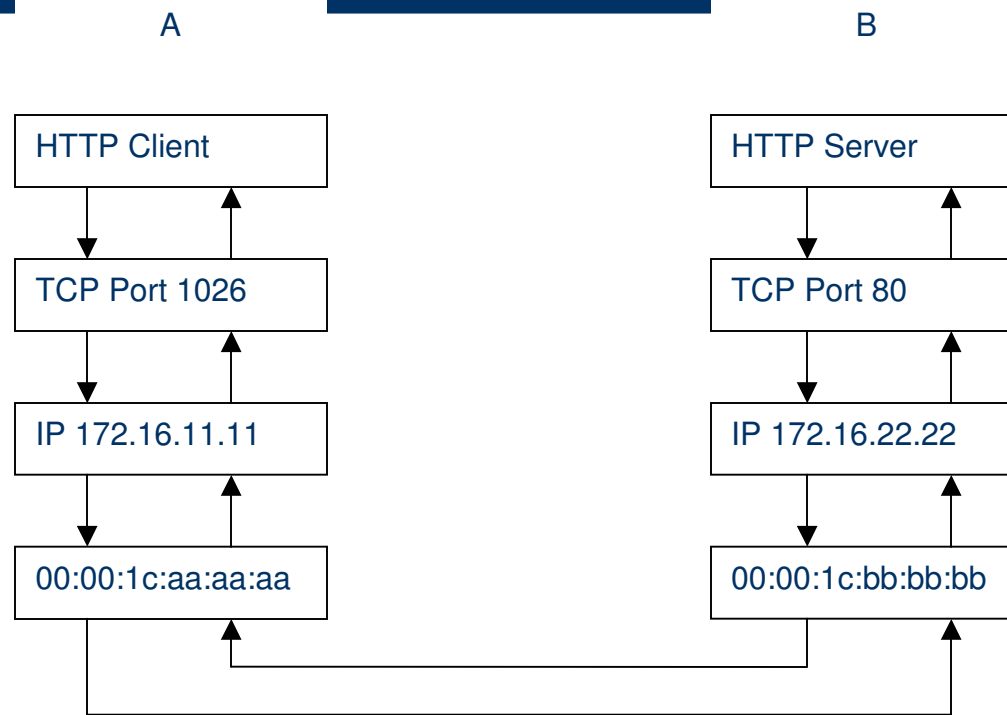 A
B
HTTP Client
HTTP Server
TCP Port 1026
TCP Port 80
IP 172.16.11.11
IP 172.16.22.22
00:00:1c:aa:aa:aa
00:00:1c:bb:bb:bb